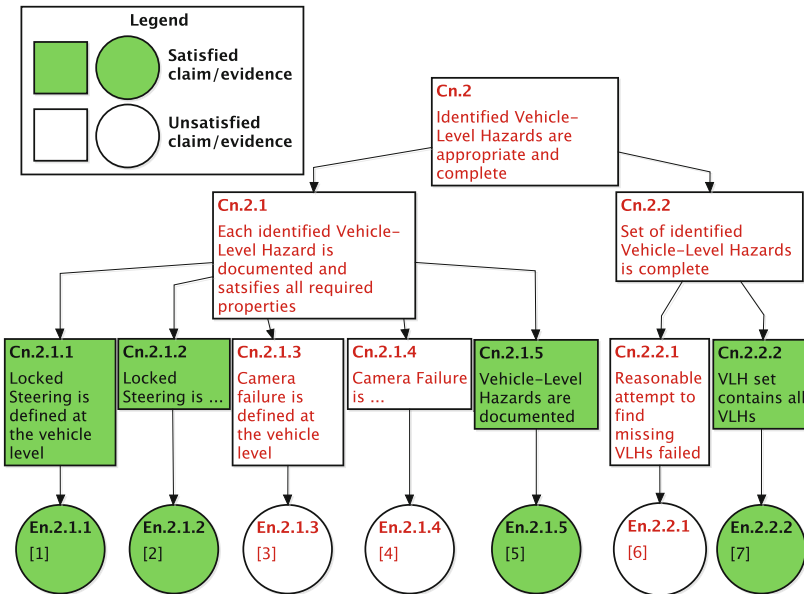 Legend
Satisfied
claim/evidence
Unsatisfied
claim/evidence
Cn.2
Identified Vehicle-
Level Hazards are
appropriate and
complete
Cn.2.1
Each identified Vehicle-
Level Hazard is
documented and
satsifies all required
properties
Cn.2.2
Set of identified
Vehicle-Level Hazards
is complete
Cn.2.1.1
Locked
Steering is
defined at
the vehicle
level
Cn.2.1.2
Locked
Steering is ...
Cn.2.1.3
Camera
failure is
defined at
the vehicle
level
Cn.2.1.4
Camera Failure
is ...
Cn.2.1.5
Vehicle-Level
Hazards are
documented
Cn.2.2.1
Reasonable
attempt to
find
missing
VLHs failed
Cn.2.2.2
VLH set
contains all
VLHs
En.2.1.1
[1]
En.2.1.2
[2]
En.2.1.3
[3]
En.2.1.4
[4]
En.2.1.5
[5]
En.2.2.1
[6]
En.2.2.2
[7]